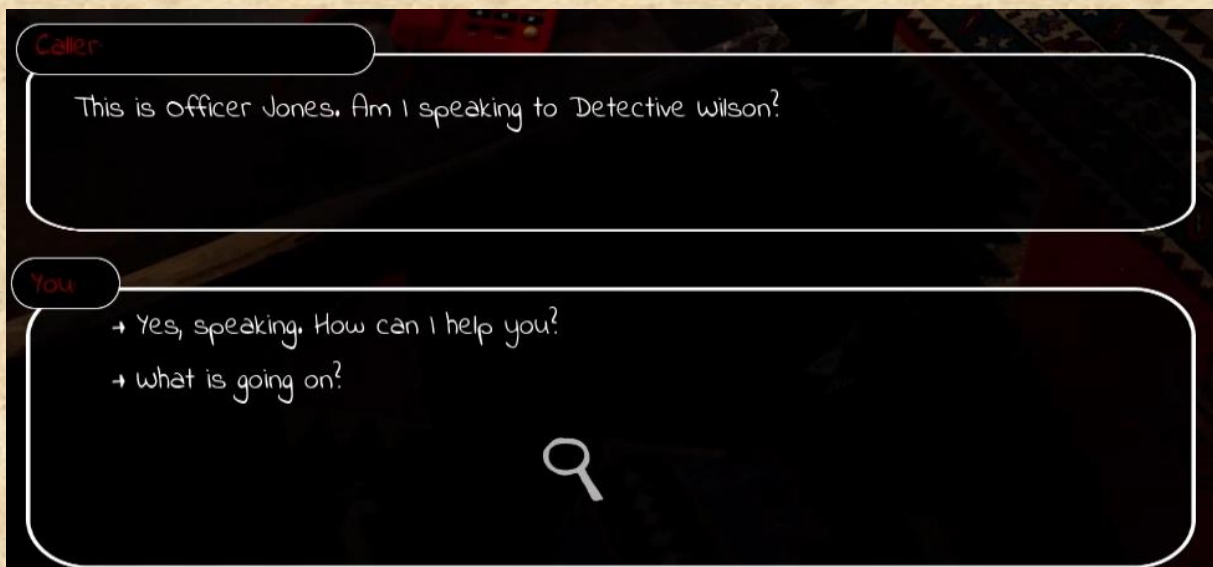 Caller
This is officer Jones. Am I speaking to Detective wilson?
You
→ Yes, speaking. How can I help you?
→ What is going on?